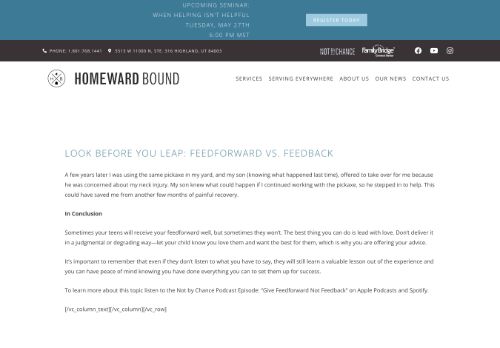 UPCOMING SEMINAR:
WHEN HELPING ISN'T HELPFUL
TUESDAY, MAY 27TH
6:00 PM MST
REGISTER TODAY
PHONE: 1.801.768.1441
5513 W 11000 N, STE. 316 HIGHLAND, UT 84003
NOT BY CHANCE
FamilyBridge
HOMEWARD BOUND
SERVICES SERVING EVERYWHERE ABOUT US OUR NEWS CONTACT US
LOOK BEFORE YOU LEAP: FEEDFORWARD VS. FEEDBACK
A few years later I was using the same pickaxe in my yard, and my son (knowing what happened last time), offered to take over for me because
he was concerned about my neck injury. My son knew what could happen if I continued working with the pickaxe, so he stepped in to help. This
could have saved me from another few months of painful recovery.
In Conclusion
Sometimes your teens will receive your feedforward well, but sometimes they won't. The best thing you can do is lead with love. Don't deliver it
in a judgmental or degrading way—let your child know you love them and want the best for them, which is why you are offering your advice.
It's important to remember that even if they don't listen to what you have to say, they will still learn a valuable lesson out of the experience and
you can have peace of mind knowing you have done everything you can to set them up for success.
To learn more about this topic listen to the Not by Chance Podcast Episode: "Give Feedforward Not Feedback" on Apple Podcasts and Spotify.
[/vc_column_text][/vc_column][/vc_row]